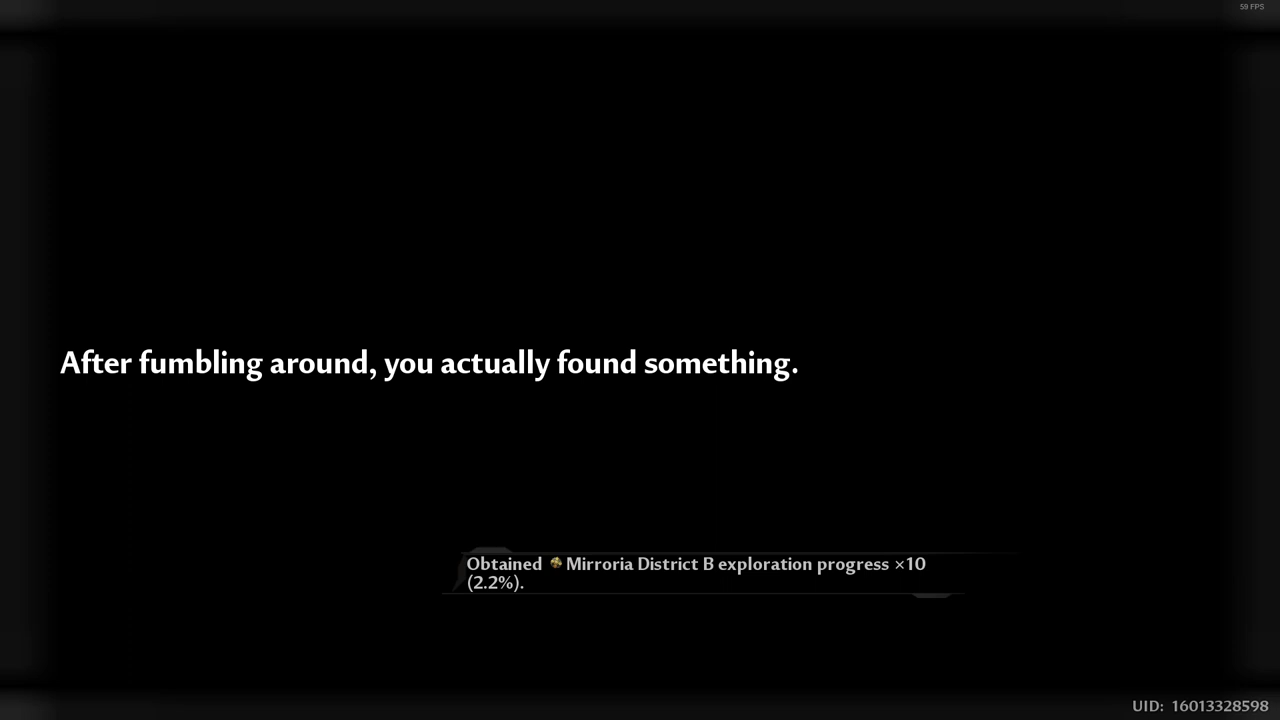 59 FPS
After fumbling around, you actually found something.
Obtained Mirroria District B exploration progress ×10
(2.2%).
UID: 16013328598